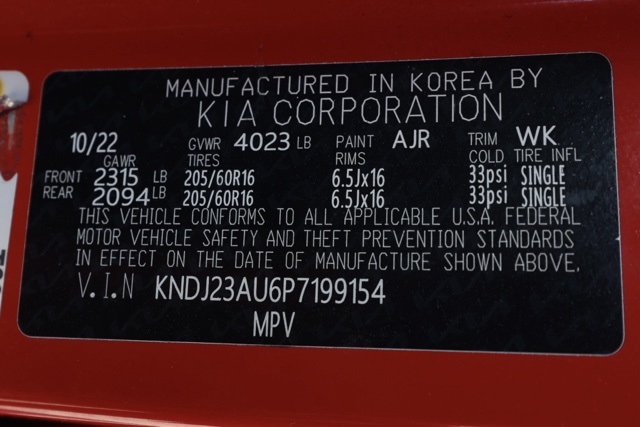 MANUFACTURED IN KOREA BY
KIA CORPORATION
10/22 GVWR 4023 LB PAINT AJR TRIM WK
GAWR TIRES RIMS COLD TIRE INFL
FRONT 2315 LB 205/60R16 6.5Jx16 33psi SINGLE
REAR 2094 LB 205/60R16 6.5Jx16 33psi SINGLE
THIS VEHICLE CONFORMS TO ALL APPLICABLE U.S.A. FEDERAL
MOTOR VEHICLE SAFETY AND THEFT PREVENTION STANDARDS
IN EFFECT ON THE DATE OF MANUFACTURE SHOWN ABOVE.
V.I.N KNDJ23AU6P7199154
MPV